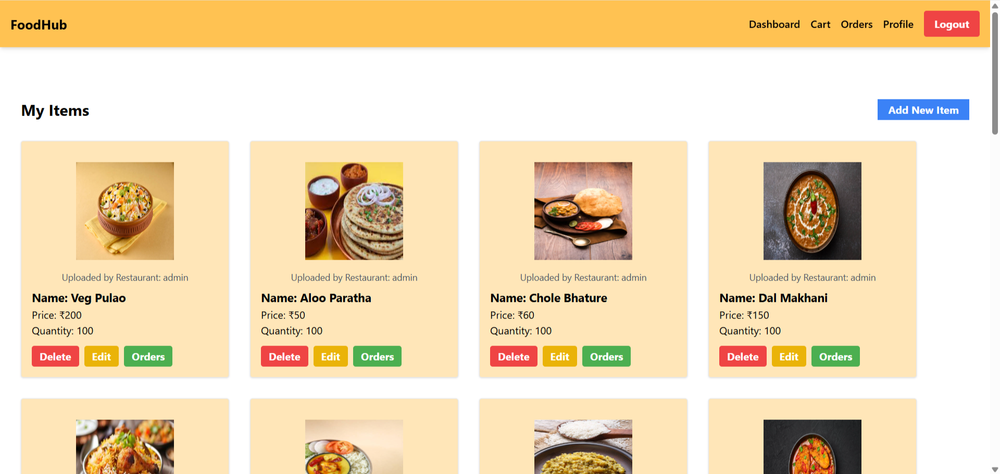 FoodHub
Dashboard Cart Orders Profile Logout
My Items
Add New Item
Uploaded by Restaurant: admin
Name: Veg Pulao
Price: ₹200
Quantity: 100
Delete Edit Orders
Uploaded by Restaurant: admin
Name: Aloo Paratha
Price: ₹50
Quantity: 100
Delete Edit Orders
Uploaded by Restaurant: admin
Name: Chole Bhature
Price: ₹60
Quantity: 100
Delete Edit Orders
Uploaded by Restaurant: admin
Name: Dal Makhani
Price: ₹150
Quantity: 100
Delete Edit Orders